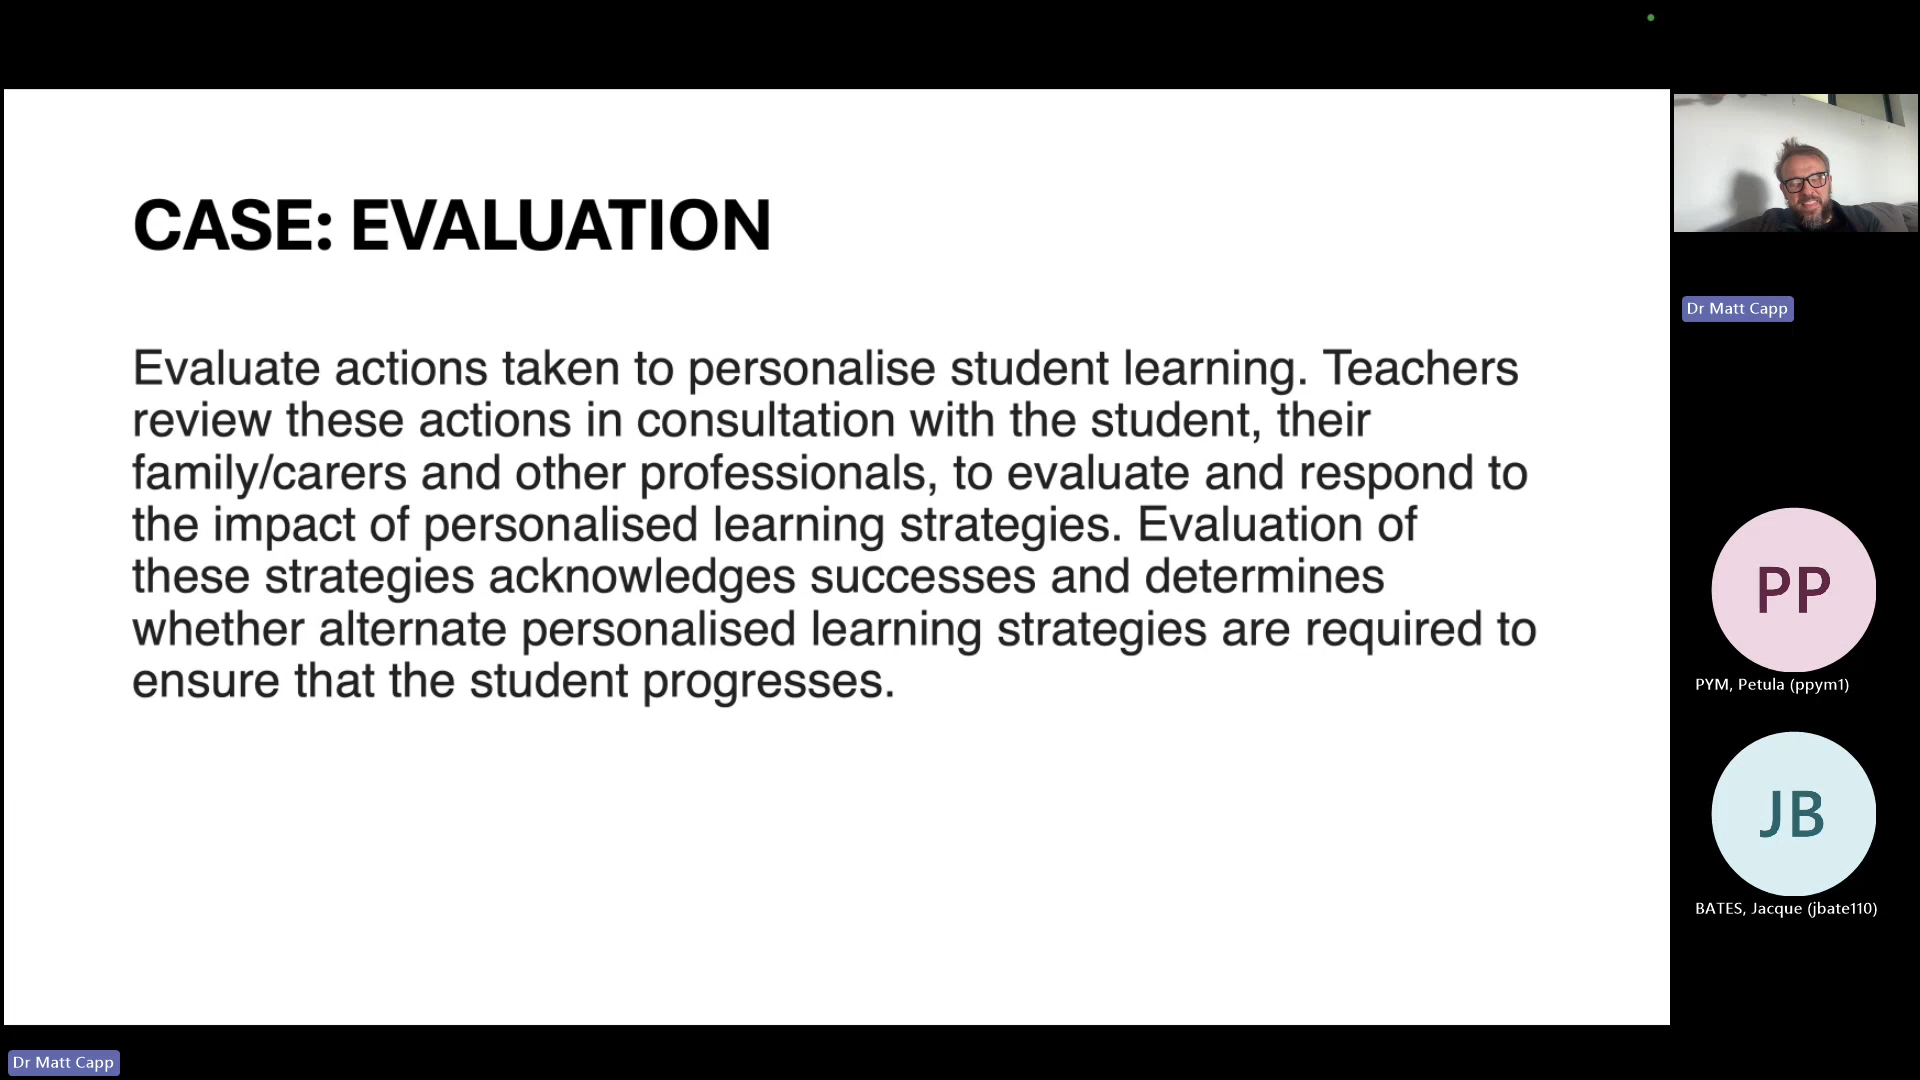 CASE: EVALUATION
Evaluate actions taken to personalise student learning. Teachers
review these actions in consultation with the student, their
family/carers and other professionals, to evaluate and respond to
the impact of personalised learning strategies. Evaluation of
these strategies acknowledges successes and determines
whether alternate personalised learning strategies are required to
ensure that the student progresses.
Dr Matt Capp
PP
PYM, Petula (ppym1)
JB
BATES, Jacque (jbate110)
Dr Matt Capp